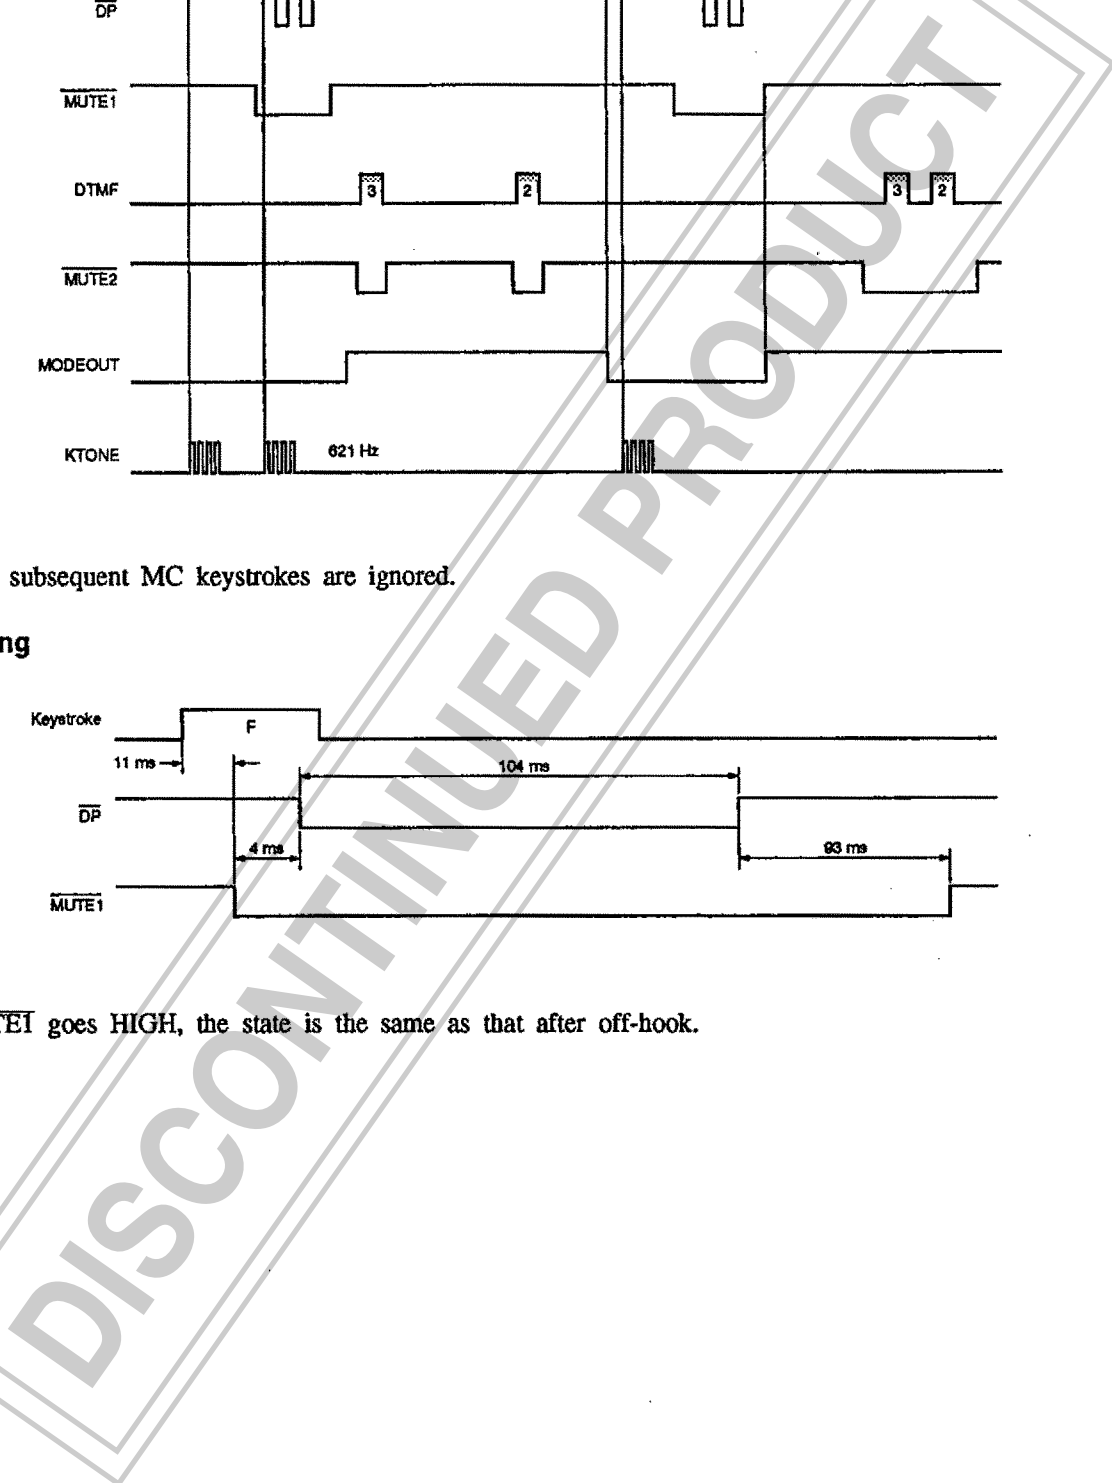 DP
MUTE1
DTMF 3 2 3 2
MUTE2
MODEOUT
KTONE 621 Hz
subsequent MC keystrokes are ignored.
ng
Keystroke F
11 ms 104 ms
DP
4 ms 93 ms
MUTE1
TE1 goes HIGH, the state is the same as that after off-hook.
DISCONTINUED PRODUCT